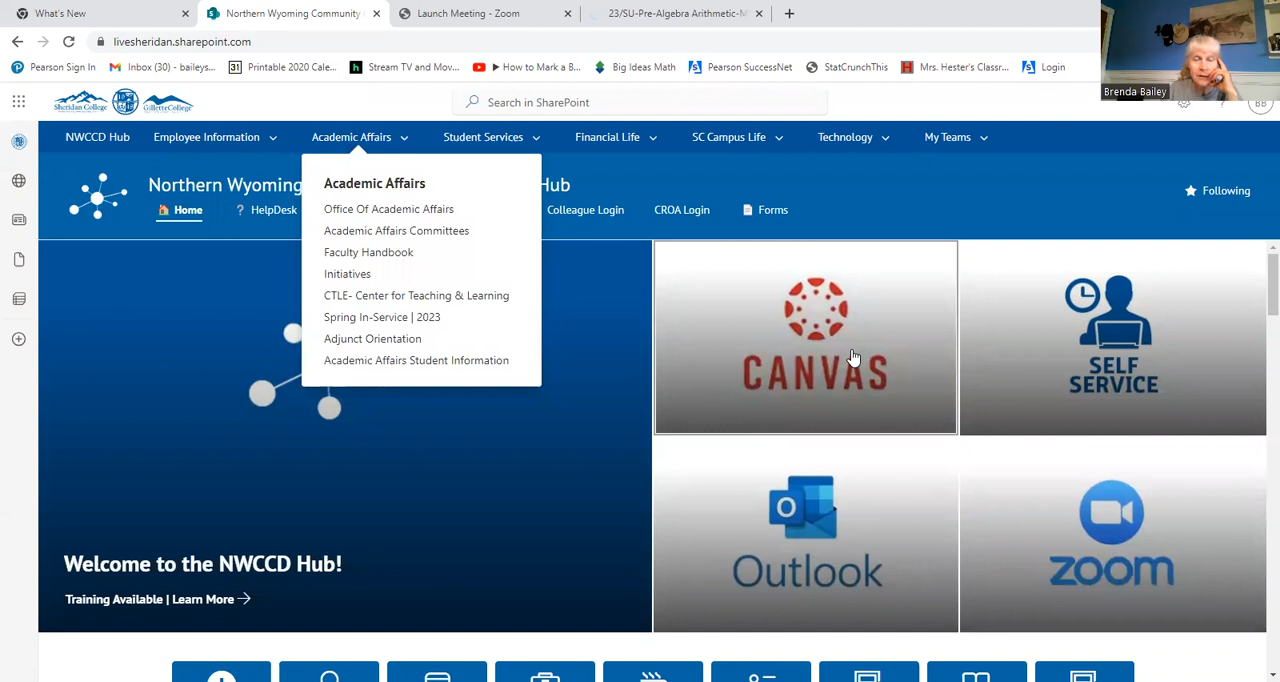 What's New
Northern Wyoming Community
Launch Meeting - Zoom
23/SU-Pre-Algebra Arithmetic-M
livesheridan.sharepoint.com
Pearson Sign In
Inbox (30) - baileys...
31
Printable 2020 Cale...
h
Stream TV and Mov...
▶ How to Mark a B...
Big Ideas Math
Pearson SuccessNet
StatCrunchThis
H
Mrs. Hester's Classr...
Login
Brenda Bailey
Sheridan College
Gillette College
Search in SharePoint
BB
NWCCD Hub
Employee Information
Academic Affairs
Student Services
Financial Life
SC Campus Life
Technology
My Teams
Northern Wyoming
Hub
Following
Home
? HelpDesk
Colleague Login
CROA Login
Forms
Academic Affairs
Office Of Academic Affairs
Academic Affairs Committees
Faculty Handbook
Initiatives
CTLE- Center for Teaching & Learning
Spring In-Service | 2023
Adjunct Orientation
Academic Affairs Student Information
CANVAS
SELF
SERVICE
O
Outlook
zoom
Welcome to the NWCCD Hub!
Training Available | Learn More →